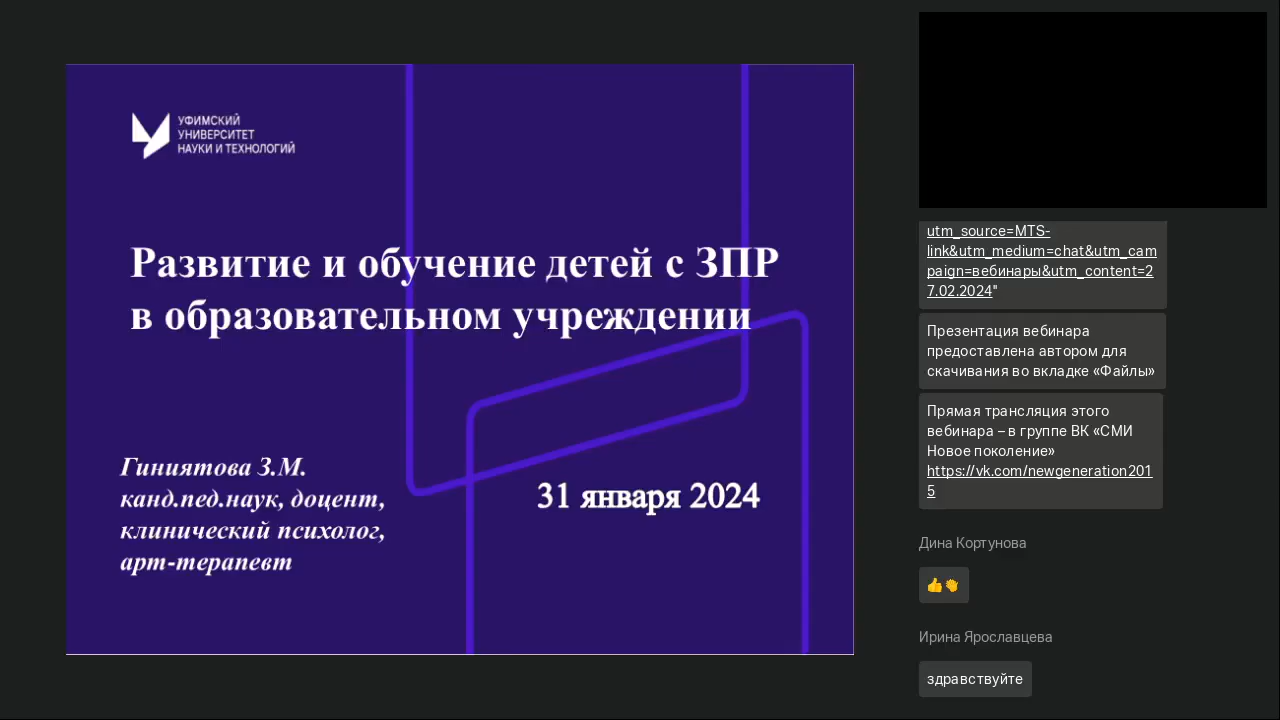 УФИМСКИЙ
УНИВЕРСИТЕТ
НАУКИ И ТЕХНОЛОГИЙ
Развитие и обучение детей с ЗПР
в образовательном учреждении
Гиниятова З.М.
канд.пед.наук, доцент,
клинический психолог,
арт-терапевт
31 января 2024
utm_source=MTS-
link&utm_medium=chat&utm_cam
paign=вебинары&utm_content=2
7.02.2024"
Презентация вебинара
предоставлена автором для
скачивания во вкладке «Файлы»
Прямая трансляция этого
вебинара – в группе ВК «СМИ
Новое поколение»
https://vk.com/newgeneration201
5
Дина Кортунова
👍👏
Ирина Ярославцева
здравствуйте